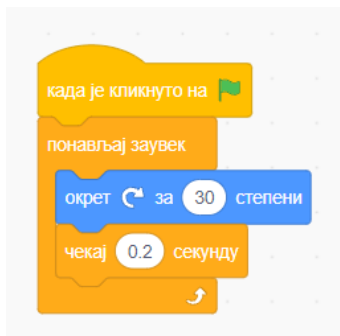 када је кликнуто на
понављај заувек
окрет за 30 степени
чекај 0.2 секунду